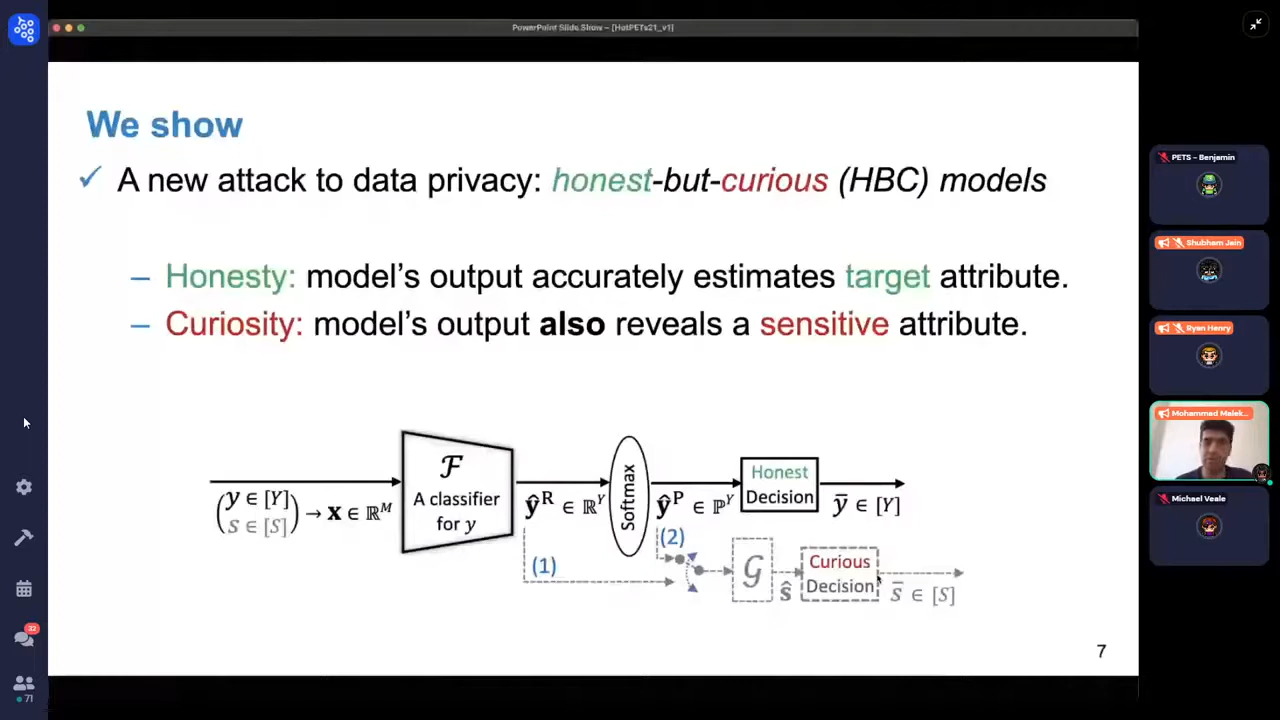 PowerPoint Slide Show – [HotPETs21_v1]
We show
✓ A new attack to data privacy: honest-but-curious (HBC) models
– Honesty: model's output accurately estimates target attribute.
– Curiosity: model's output also reveals a sensitive attribute.
(y ∈ [Y]
s ∈ [S]) → x ∈ ℝᴹ
ℱ
A classifier
for y
ŷᴿ ∈ ℝʸ
Softmax
ŷᴾ ∈ ℙʸ
Honest
Decision
ȳ ∈ [Y]
(1)
(2)
𝒢
ŝ
Curious
Decision
s̄ ∈ [S]
7
PETS - Benjamin
Shubham Jain
Ryan Henry
Mohammad Malek...
Michael Veale
32
71